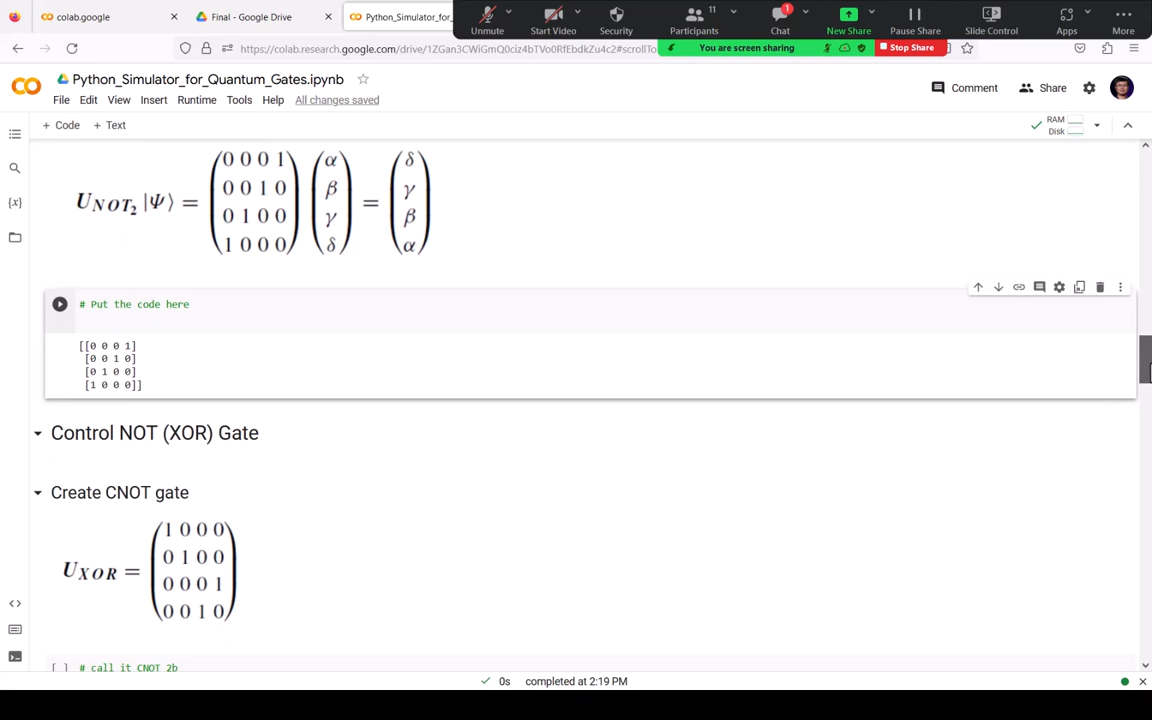 colab.google
Final - Google Drive
Python_Simulator_for_
11
1
Unmute
Start Video
Security
Participants
Chat
New Share
Pause Share
Slide Control
Apps
More
https://colab.research.google.com/drive/1ZGan3CWiGmQ0ciz4bTVo0RfEbdkZu4c2#scrollTo
You are screen sharing
Stop Share
Python_Simulator_for_Quantum_Gates.ipynb
File Edit View Insert Runtime Tools Help All changes saved
Comment
Share
+ Code + Text
RAM
Disk
{x}
U_NOT₂ |Ψ⟩ = (0 0 0 1) (α) = (δ)
0 0 1 0 β γ
0 1 0 0 γ β
(1 0 0 0) (δ) (α)
# Put the code here
[[0 0 0 1]
[0 0 1 0]
[0 1 0 0]
[1 0 0 0]]
Control NOT (XOR) Gate
Create CNOT gate
U_XOR = (1 0 0 0)
0 1 0 0
0 0 0 1
(0 0 1 0)
[ ] # call it CNOT_2b
0s completed at 2:19 PM